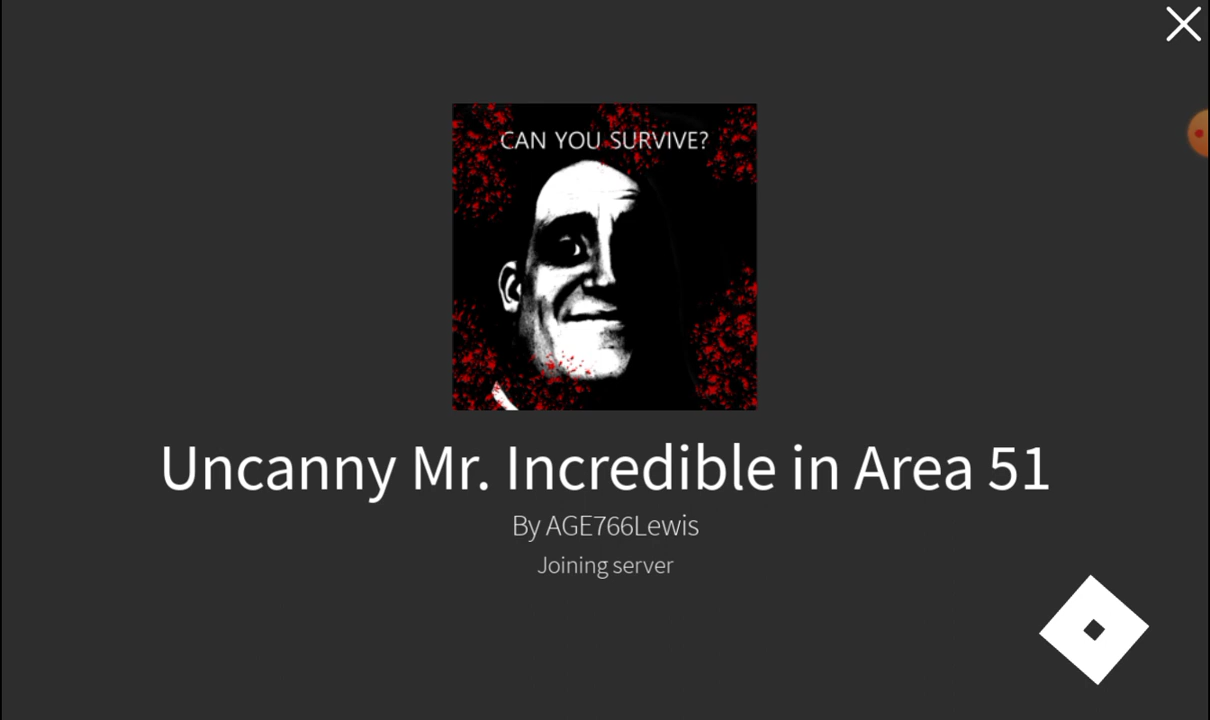 CAN YOU SURVIVE?
Uncanny Mr. Incredible in Area 51
By AGE766Lewis
Joining server